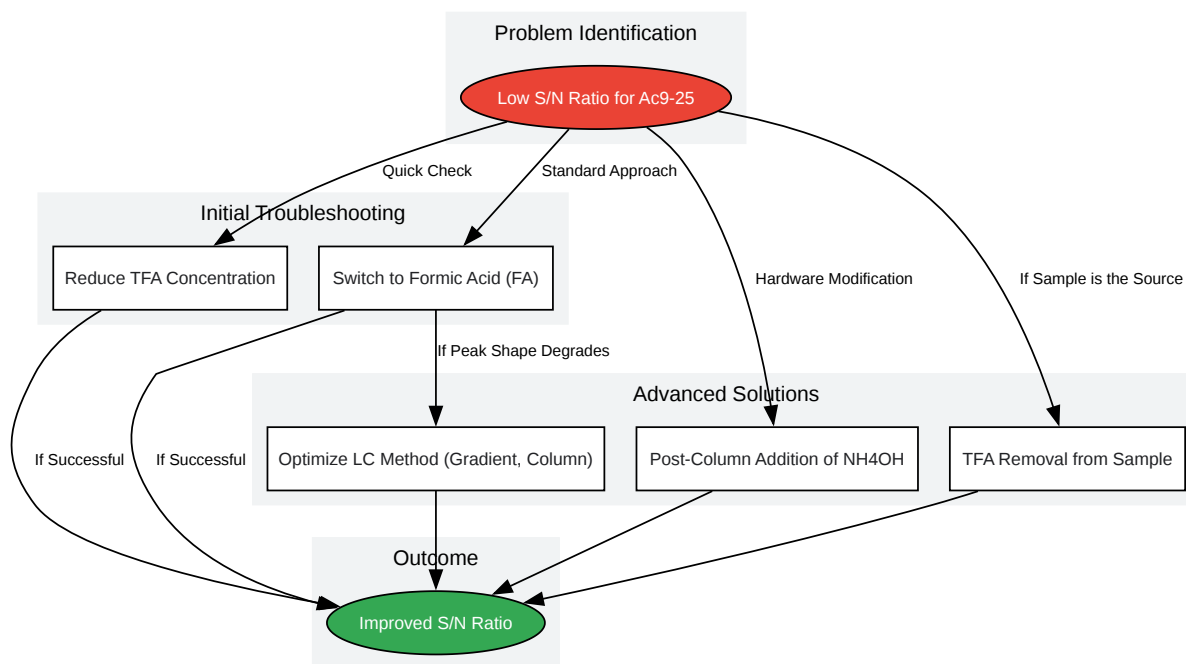 Problem Identification
Low S/N Ratio for Ac9-25
Quick Check
Standard Approach
Initial Troubleshooting
Reduce TFA Concentration
Switch to Formic Acid (FA)
Hardware Modification
If Sample is the Source
If Peak Shape Degrades
Advanced Solutions
If Successful
If Successful
Optimize LC Method (Gradient, Column)
Post-Column Addition of NH4OH
TFA Removal from Sample
Outcome
Improved S/N Ratio